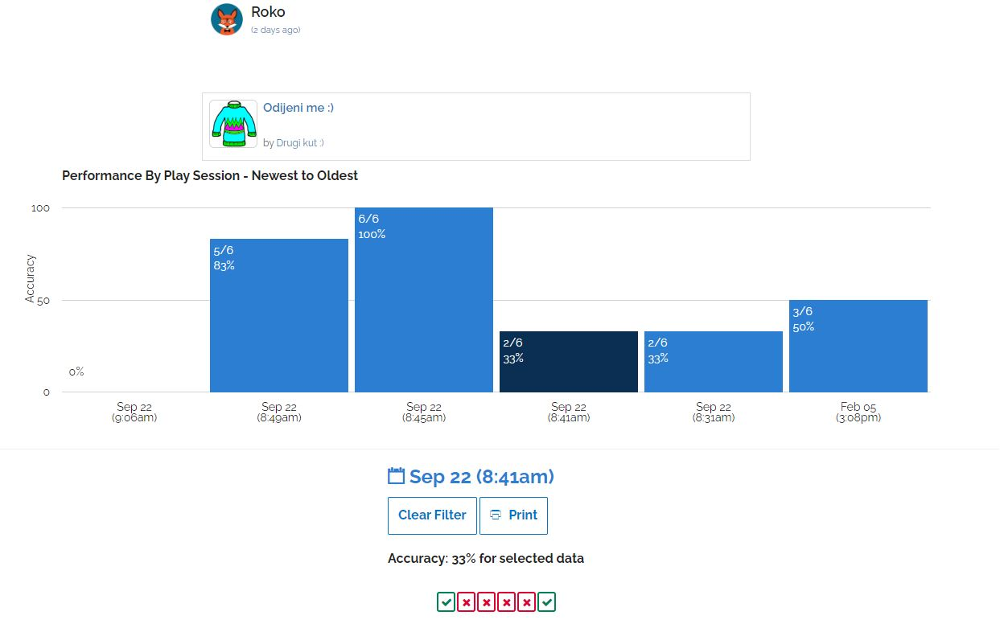 Roko
(2 days ago)
Odijeni me :)
by Drugi kut :)
Performance By Play Session - Newest to Oldest
100
50
0
Accuracy
0%
5/6
83%
6/6
100%
2/6
33%
2/6
33%
3/6
50%
Sep 22
(9:06am)
Sep 22
(8:49am)
Sep 22
(8:45am)
Sep 22
(8:41am)
Sep 22
(8:31am)
Feb 05
(3:08pm)
Sep 22 (8:41am)
Clear Filter
Print
Accuracy: 33% for selected data